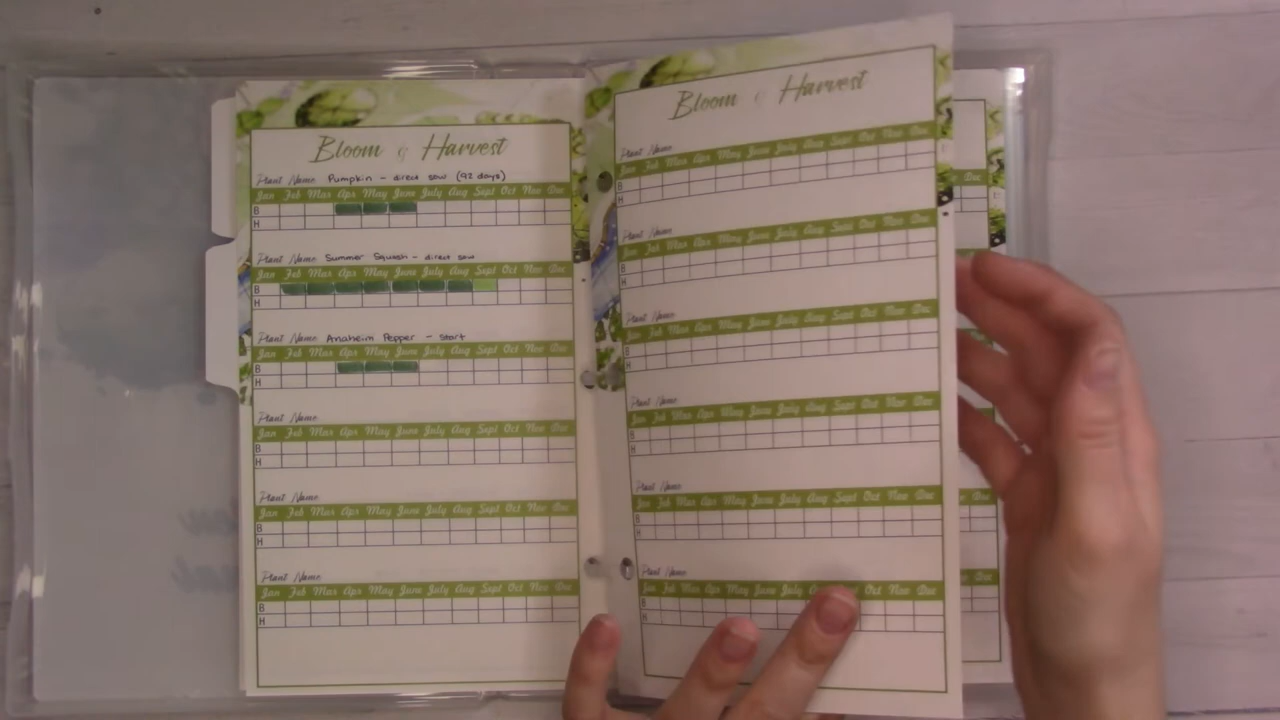 Bloom & Harvest
Plant Name Pumpkin - direct sow (92 days)
Jan Feb Mar Apr May June July Aug Sept Oct Nov Dec
B
H
Plant Name Summer Squash - direct sow
Jan Feb Mar Apr May June July Aug Sept Oct Nov Dec
B
H
Plant Name Anaheim Pepper - start
Jan Feb Mar Apr May June July Aug Sept Oct Nov Dec
B
H
Plant Name
Jan Feb Mar Apr May June July Aug Sept Oct Nov Dec
B
H
Plant Name
Jan Feb Mar Apr May June July Aug Sept Oct Nov Dec
B
H
Plant Name
Jan Feb Mar Apr May June July Aug Sept Oct Nov Dec
B
H
Bloom & Harvest
Plant Name
Jan Feb Mar Apr May June July Aug Sept Oct Nov Dec
B
H
Plant Name
Jan Feb Mar Apr May June July Aug Sept Oct Nov Dec
B
H
Plant Name
Jan Feb Mar Apr May June July Aug Sept Oct Nov Dec
B
H
Plant Name
Jan Feb Mar Apr May June July Aug Sept Oct Nov Dec
B
H
Plant Name
Jan Feb Mar Apr May June July Aug Sept Oct Nov Dec
B
H
Plant Name
Jan Feb Mar Apr May June July Oct Nov Dec
B
H
Dec
Dec
Dec